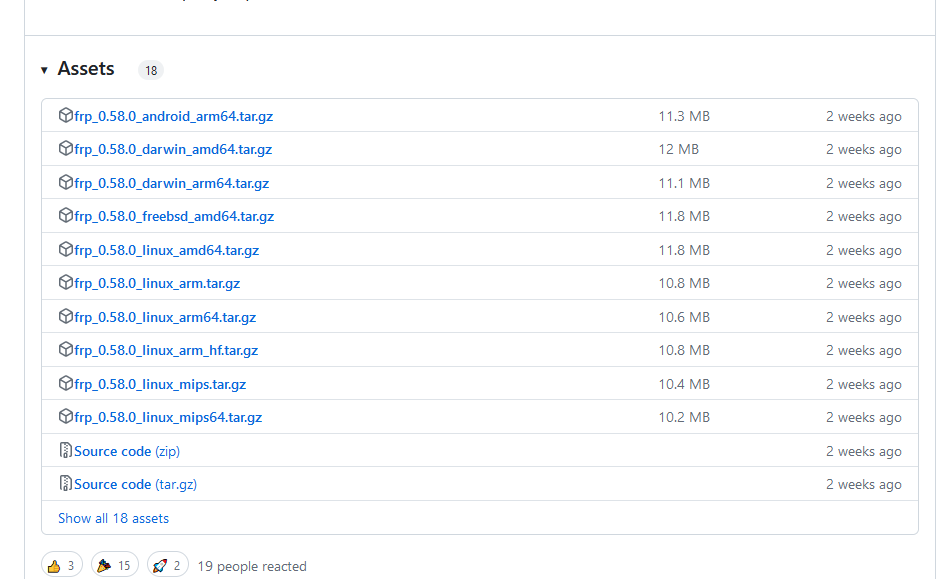 Assets 18
frp_0.58.0_android_arm64.tar.gz 11.3 MB 2 weeks ago
frp_0.58.0_darwin_amd64.tar.gz 12 MB 2 weeks ago
frp_0.58.0_darwin_arm64.tar.gz 11.1 MB 2 weeks ago
frp_0.58.0_freebsd_amd64.tar.gz 11.8 MB 2 weeks ago
frp_0.58.0_linux_amd64.tar.gz 11.8 MB 2 weeks ago
frp_0.58.0_linux_arm.tar.gz 10.8 MB 2 weeks ago
frp_0.58.0_linux_arm64.tar.gz 10.6 MB 2 weeks ago
frp_0.58.0_linux_arm_hf.tar.gz 10.8 MB 2 weeks ago
frp_0.58.0_linux_mips.tar.gz 10.4 MB 2 weeks ago
frp_0.58.0_linux_mips64.tar.gz 10.2 MB 2 weeks ago
Source code (zip) 2 weeks ago
Source code (tar.gz) 2 weeks ago
Show all 18 assets
3 15 2 19 people reacted